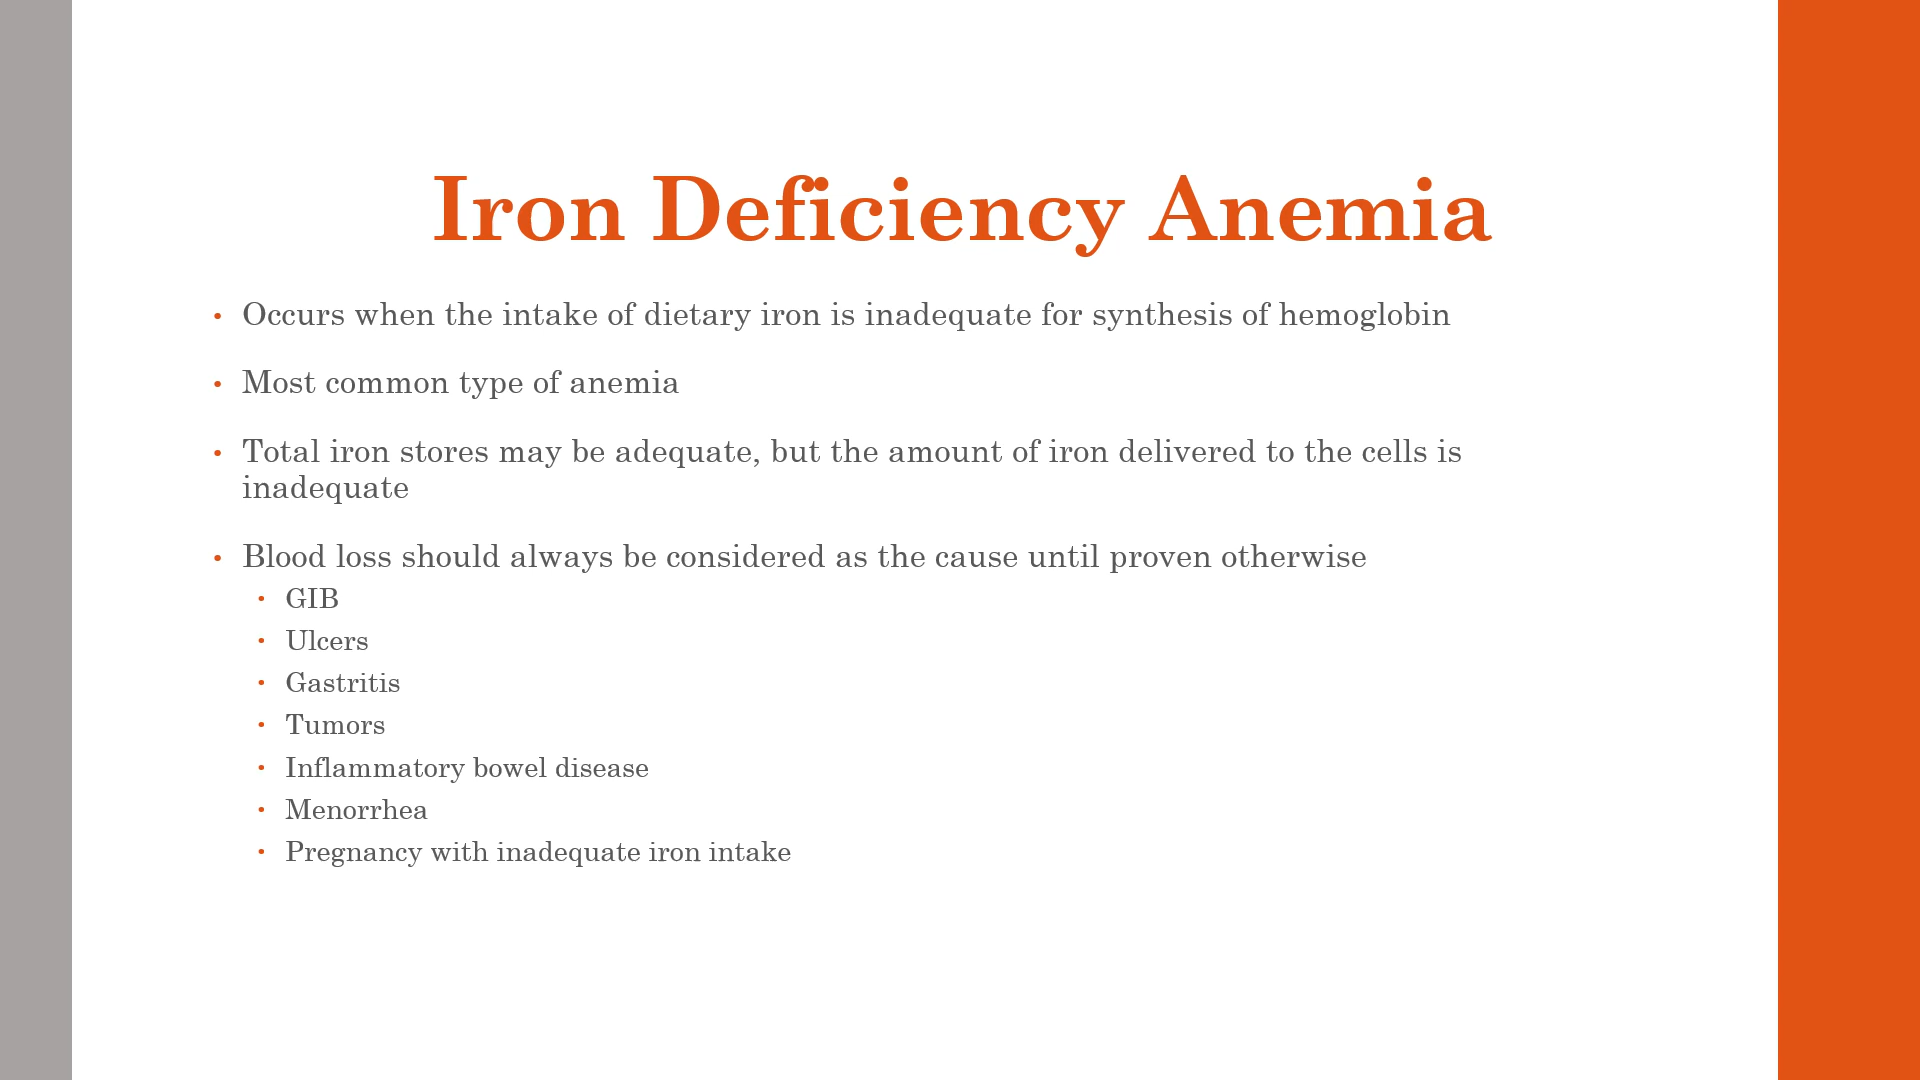 Iron Deficiency Anemia
• Occurs when the intake of dietary iron is inadequate for synthesis of hemoglobin
• Most common type of anemia
• Total iron stores may be adequate, but the amount of iron delivered to the cells is
inadequate
• Blood loss should always be considered as the cause until proven otherwise
• GIB
• Ulcers
• Gastritis
• Tumors
• Inflammatory bowel disease
• Menorrhea
• Pregnancy with inadequate iron intake